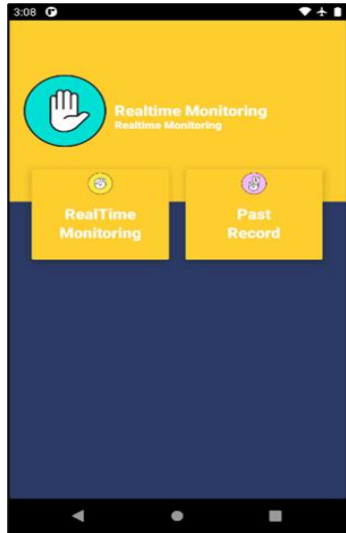 3:08
Realtime Monitoring
Realtime Monitoring
RealTime
Monitoring
Past
Record